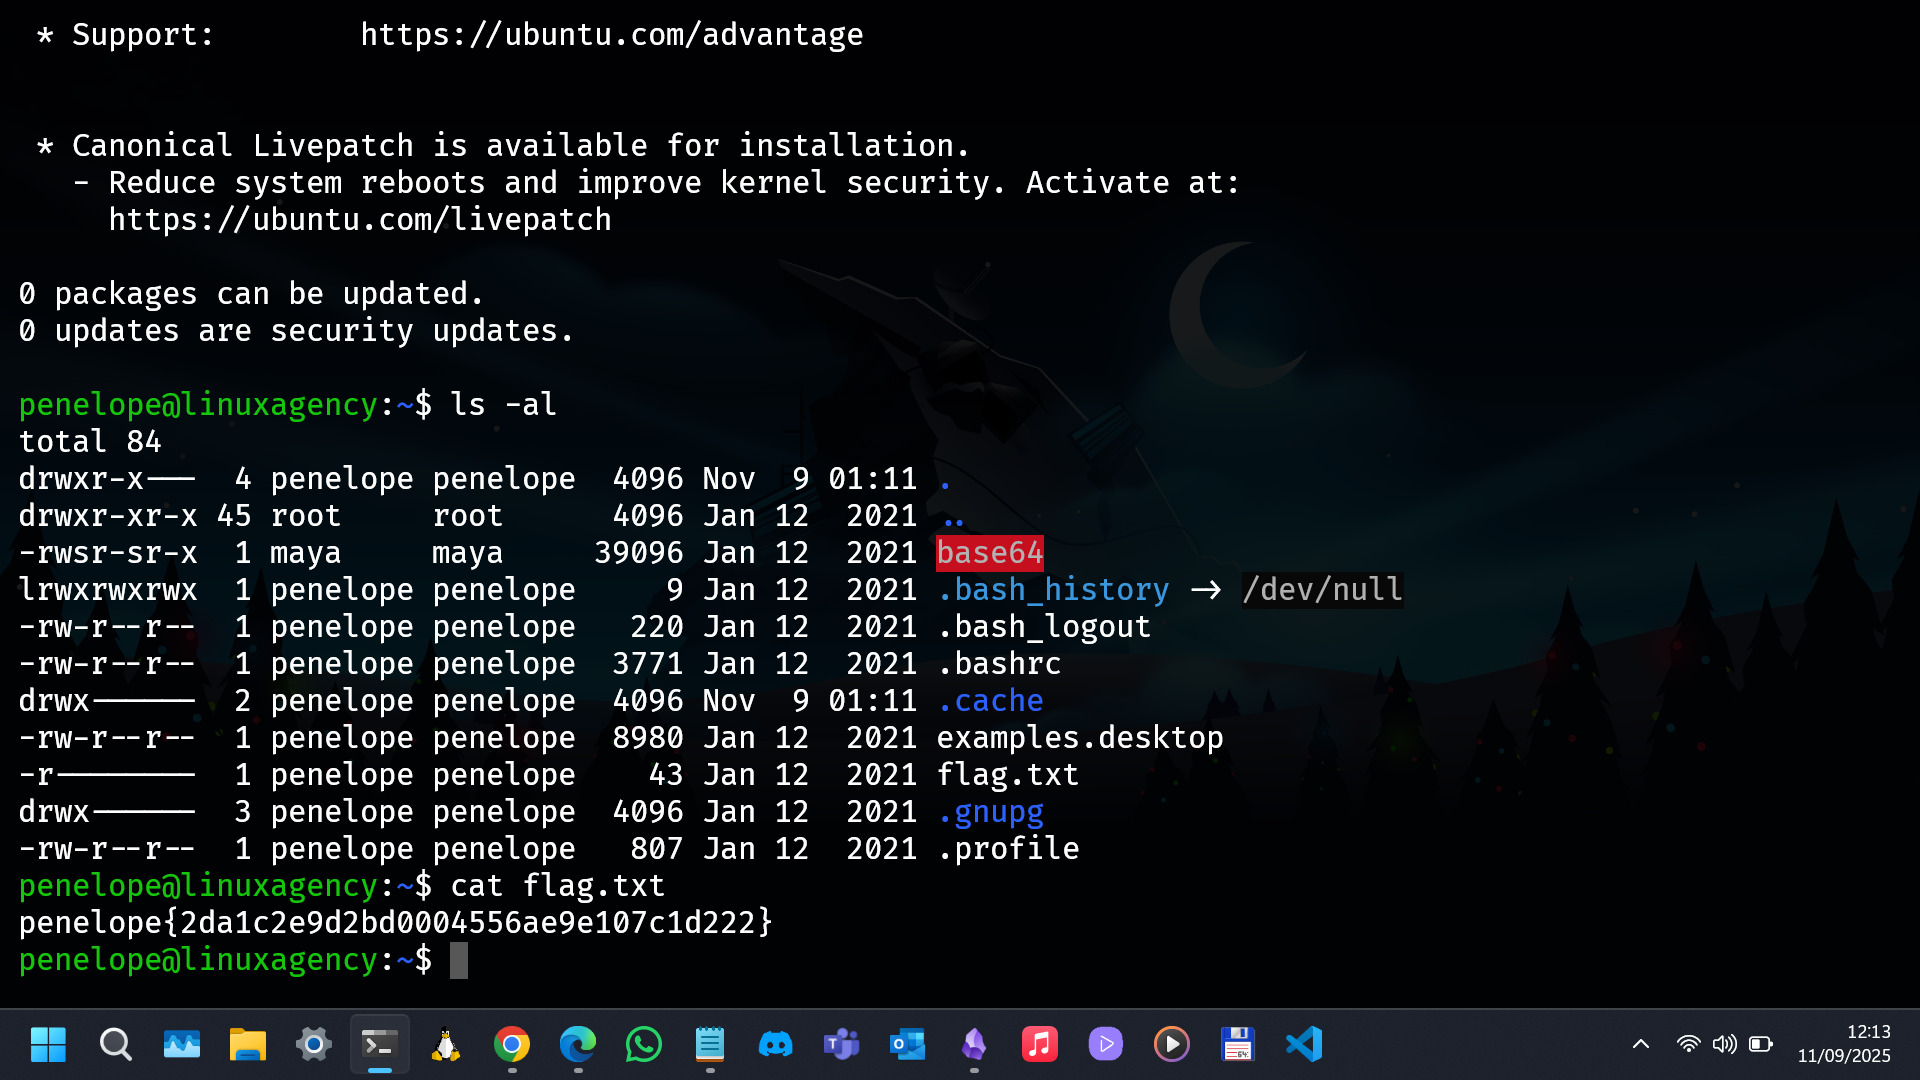 * Support:        https://ubuntu.com/advantage
 * Canonical Livepatch is available for installation.
   - Reduce system reboots and improve kernel security. Activate at:
     https://ubuntu.com/livepatch
0 packages can be updated.
0 updates are security updates.
penelope@linuxagency:~$ ls -al
total 84
drwxr-x---  4 penelope penelope  4096 Nov  9 01:11 .
drwxr-xr-x 45 root     root      4096 Jan 12  2021 ..
-rwsr-sr-x  1 maya     maya     39096 Jan 12  2021 base64
lrwxrwxrwx  1 penelope penelope     9 Jan 12  2021 .bash_history -> /dev/null
-rw-r--r--  1 penelope penelope   220 Jan 12  2021 .bash_logout
-rw-r--r--  1 penelope penelope  3771 Jan 12  2021 .bashrc
drwx------  2 penelope penelope  4096 Nov  9 01:11 .cache
-rw-r--r--  1 penelope penelope  8980 Jan 12  2021 examples.desktop
-r--------  1 penelope penelope    43 Jan 12  2021 flag.txt
drwx------  3 penelope penelope  4096 Jan 12  2021 .gnupg
-rw-r--r--  1 penelope penelope   807 Jan 12  2021 .profile
penelope@linuxagency:~$ cat flag.txt
penelope{2da1c2e9d2bd0004556ae9e107c1d222}
penelope@linuxagency:~$
12:13
11/09/2025